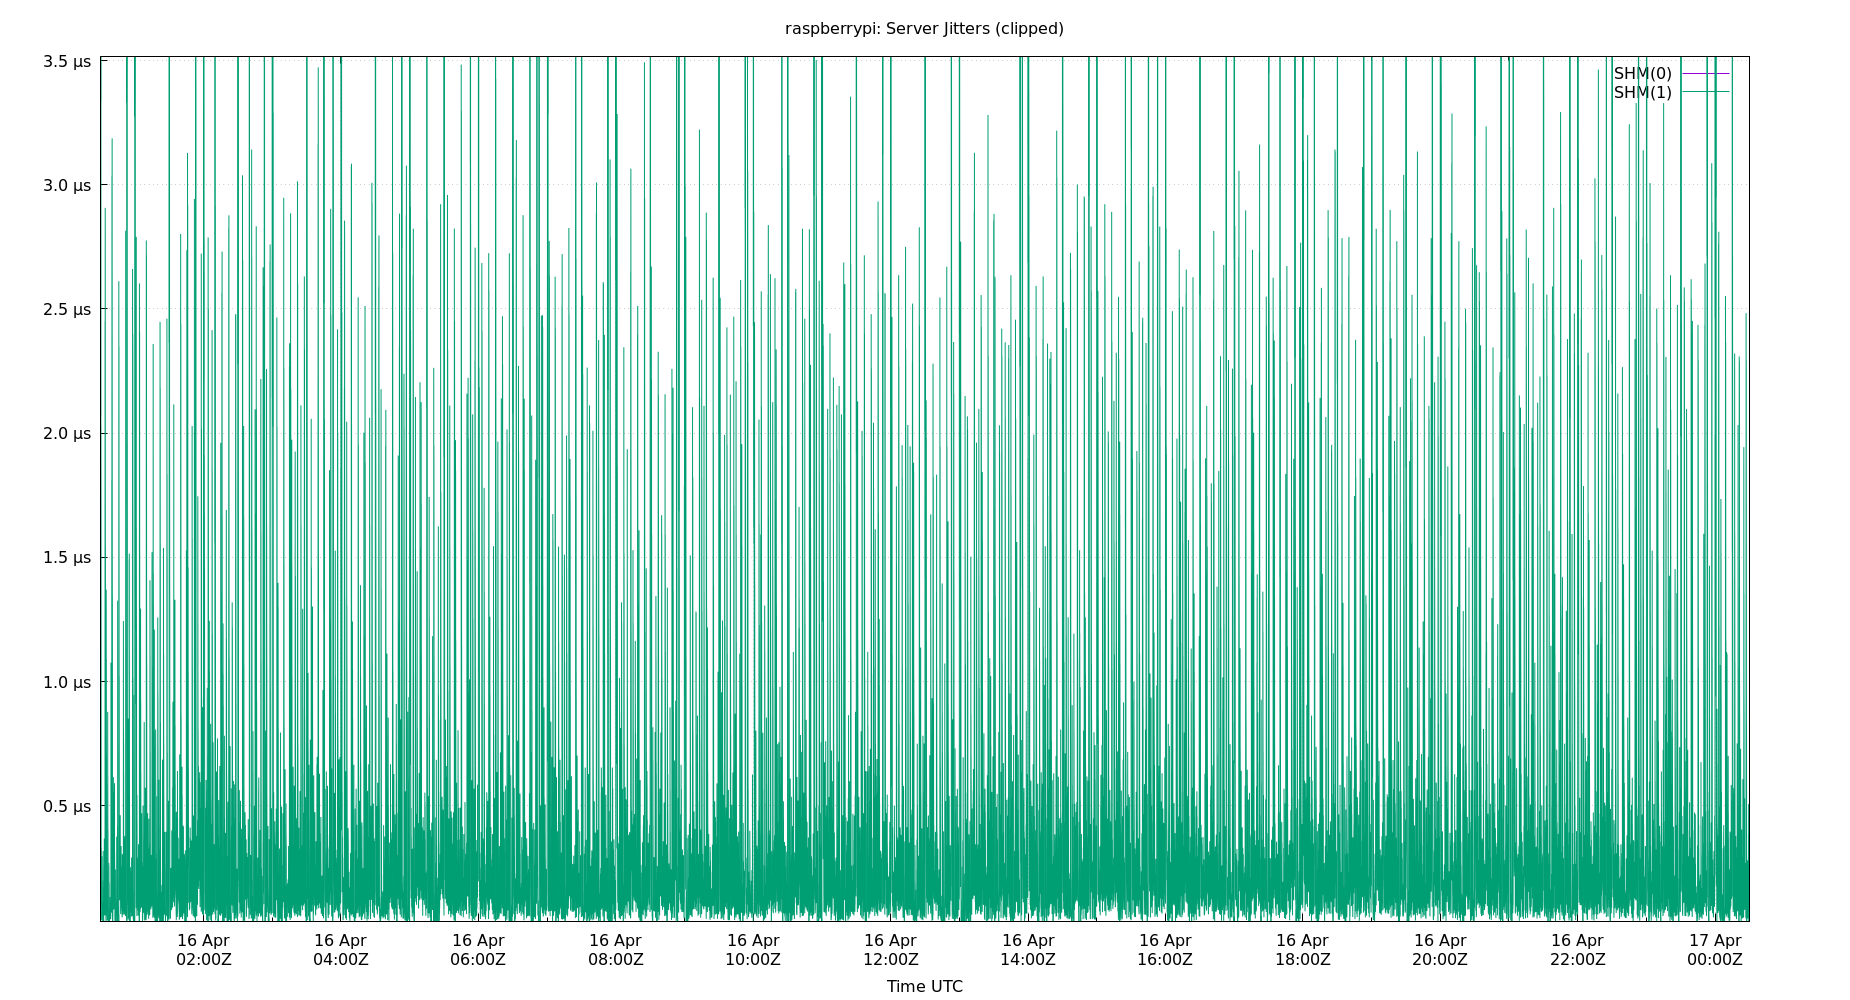 raspberrypi: Server Jitters (clipped)
3.5 µs
3.0 µs
2.5 µs
2.0 µs
1.5 µs
1.0 µs
0.5 µs
SHM(0)
SHM(1)
16 Apr 16 Apr 16 Apr 16 Apr 16 Apr 16 Apr 16 Apr 16 Apr 16 Apr 16 Apr 16 Apr 17 Apr
02:00Z 04:00Z 06:00Z 08:00Z 10:00Z 12:00Z 14:00Z 16:00Z 18:00Z 20:00Z 22:00Z 00:00Z
Time UTC